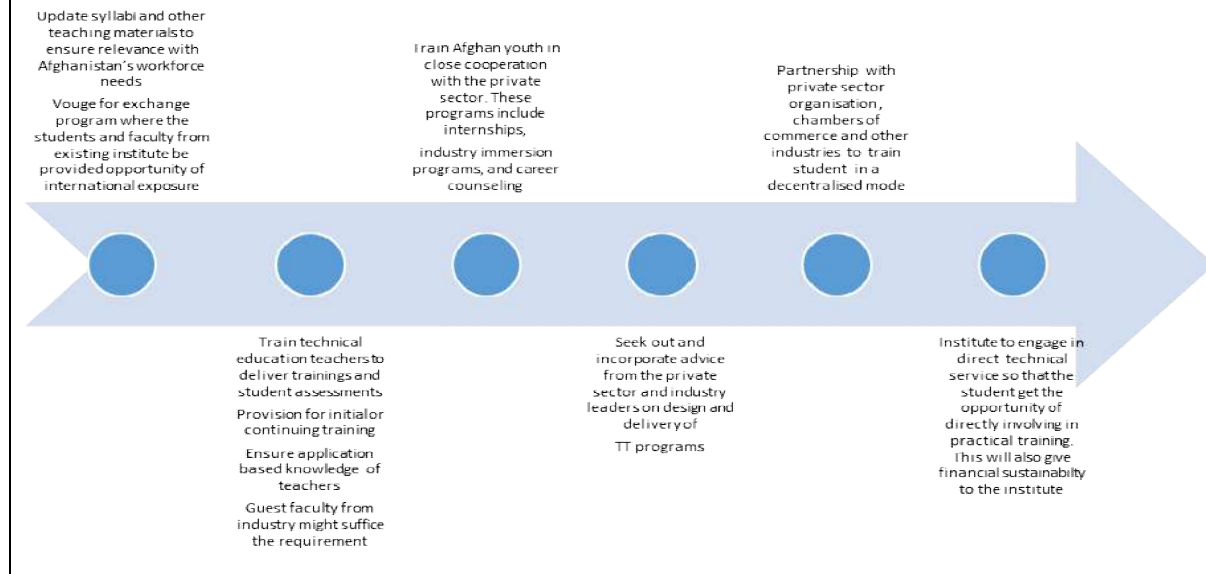 Update syllabi and other
teaching materials to
ensure relevance with
Afghanistan's workforce
needs
Vouge for exchange
program where the
students and faculty from
existing institute be
provided opportunity of
international exposure
Train technical
education teachers to
deliver trainings and
student assessments
Provision for initial or
continuing training
Ensure application
based knowledge of
teachers
Guest faculty from
industry might suffice
the requirement
Train Afghan youth in
close cooperation
with the private
sector. These
programs include
internships,
industry immersion
programs, and career
counseling
Seek out and
incorporate advice
from the private
sector and industry
leaders on design and
delivery of
TT programs
Partnership with
private sector
organisation,
chambers of
commerce and other
industries to train
student in a
decentralised mode
Institute to engage in
direct technical
service so that the
student get the
opportunity of
directly involving in
practical training.
This will also give
financial sustainabilty
to the institute